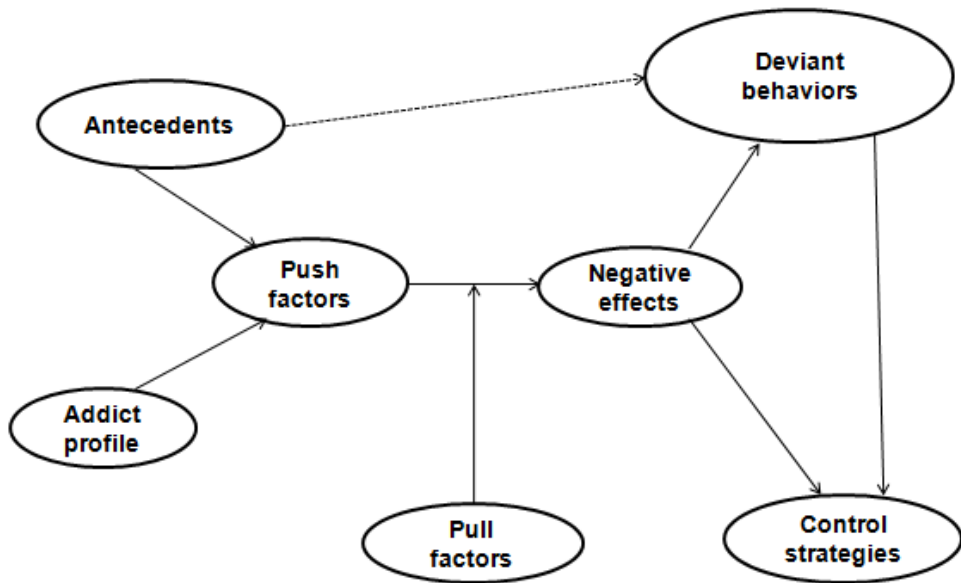 Deviant
behaviors
Antecedents
Push
factors
Negative
effects
Addict
profile
Pull
factors
Control
strategies